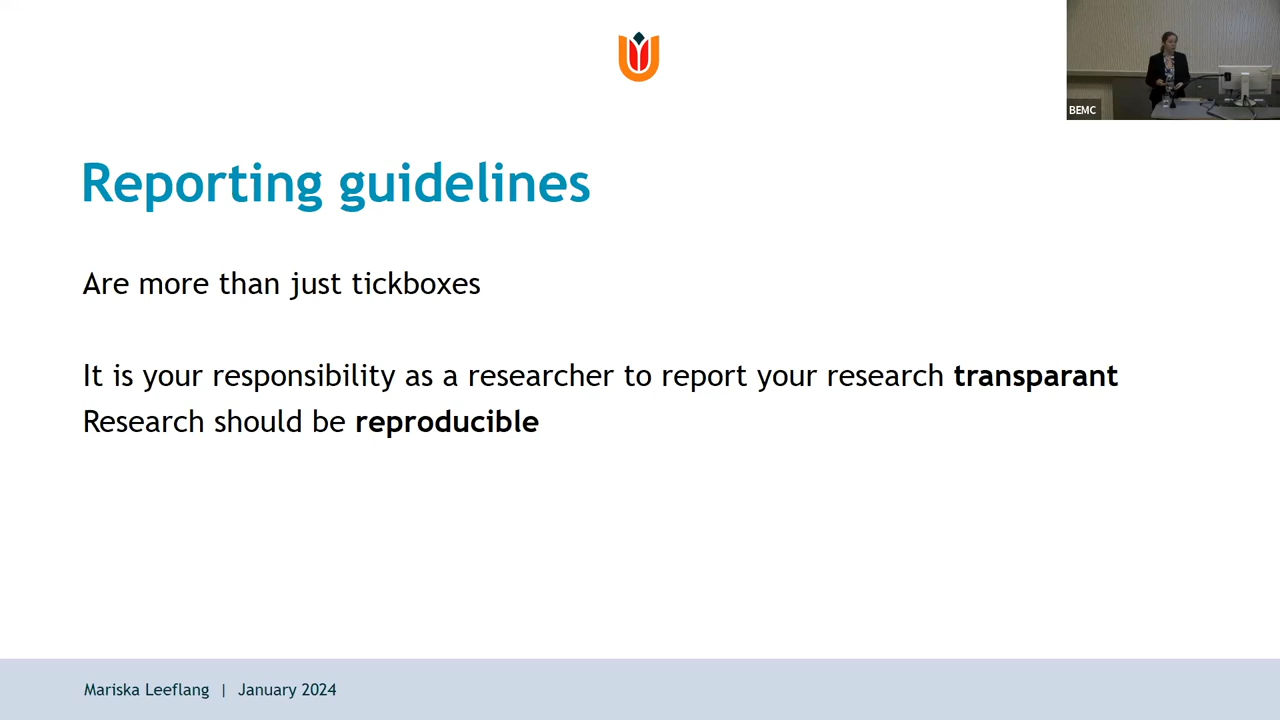 BEMC
Reporting guidelines
Are more than just tickboxes
It is your responsibility as a researcher to report your research transparant
Research should be reproducible
Mariska Leeflang | January 2024